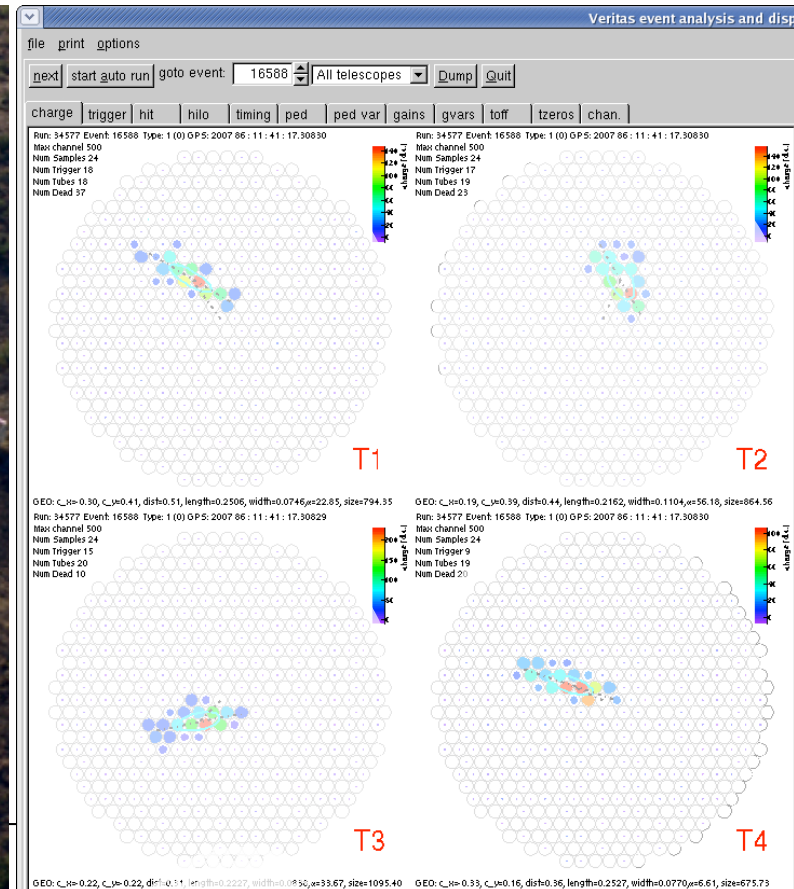 Veritas event analysis and disp
file print options
next start auto run goto event: 16588 All telescopes Dump Quit
charge trigger hit hilo timing ped ped var gains gvars toff tzeros chan.
Run: 34577 Event: 16588 Type: 1 (0) GPS: 2007 86 : 11 : 41 : 17.30830
Max channel 500
Num Samples 24
Num Trigger 18
Num Tubes 18
Num Dead 37
charge [d.c.]
T1
GEO: c_x=-0.30, c_y=0.41, dist=0.51, length=0.2506, width=0.0746, α=22.85, size=794.35
Run: 34577 Event: 16588 Type: 1 (0) GPS: 2007 86 : 11 : 41 : 17.30830
Max channel 500
Num Samples 24
Num Trigger 17
Num Tubes 19
Num Dead 23
charge [d.c.]
T2
GEO: c_x=0.19, c_y=0.39, dist=0.44, length=0.2162, width=0.1104, α=56.18, size=864.56
Run: 34577 Event: 16588 Type: 1 (0) GPS: 2007 86 : 11 : 41 : 17.30829
Max channel 500
Num Samples 24
Num Trigger 15
Num Tubes 20
Num Dead 10
200
150
100
50
charge [d.c.]
T3
GEO: c_x=-0.22, c_y=-0.22, length=0.2227, α=33.67, size=1095.40
Run: 34577 Event: 16588 Type: 1 (0) GPS: 2007 86 : 11 : 41 : 17.30830
Max channel 500
Num Samples 24
Num Trigger 9
Num Tubes 19
Num Dead 20
charge [d.c.]
T4
GEO: c_x=-0.33, c_y=0.16, dist=0.36, length=0.2527, width=0.0770, α=6.61, size=675.73